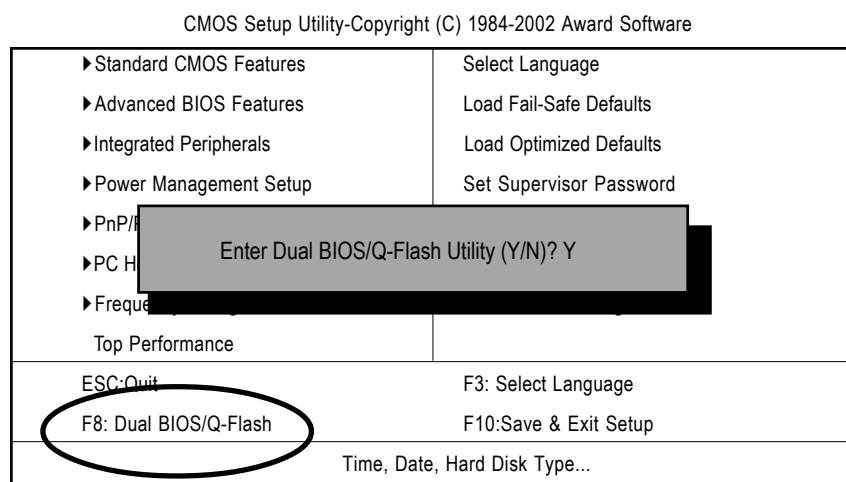 CMOS Setup Utility-Copyright (C) 1984-2002 Award Software
Standard CMOS Features
Select Language
Advanced BIOS Features
Load Fail-Safe Defaults
Integrated Peripherals
Load Optimized Defaults
Power Management Setup
Set Supervisor Password
Enter Dual BIOS/Q-Flash Utility (Y/N)? Y
Top Performance
ESC:Quit
F3: Select Language
F8: Dual BIOS/Q-Flash
F10:Save & Exit Setup
Time, Date, Hard Disk Type...